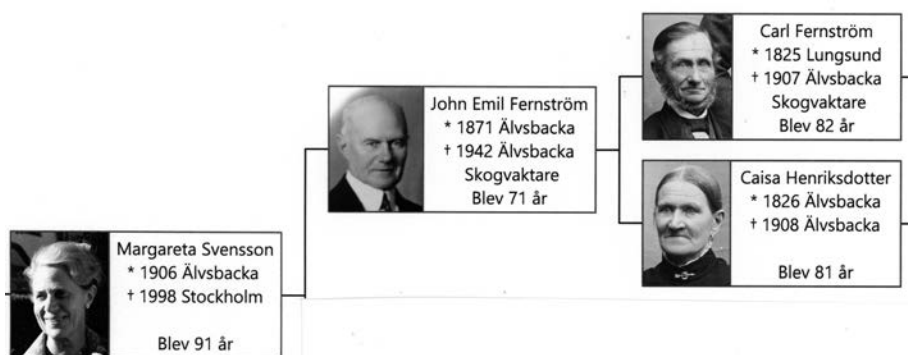 Carl Fernström
* 1825 Lungsund
† 1907 Älvsbacka
Skogvaktare
Blev 82 år
John Emil Fernström
* 1871 Älvsbacka
† 1942 Älvsbacka
Skogvaktare
Blev 71 år
Caisa Henriksdotter
* 1826 Älvsbacka
† 1908 Älvsbacka
Blev 81 år
Margareta Svensson
* 1906 Älvsbacka
† 1998 Stockholm
Blev 91 år